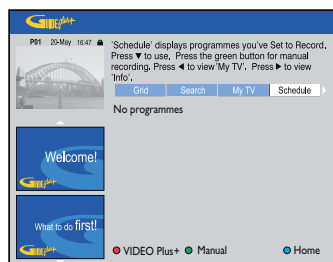 GUIDE Plus+
P01 20-May 16:47
'Schedule' displays programmes you've Set to Record.
Press ▼ to use. Press the green button for manual
recording. Press ◄ to view 'My TV'. Press ► to view
'Info'.
Grid Search My TV Schedule
No programmes
Welcome!
GUIDE Plus+
What to do first!
GUIDE Plus+
VIDEO Plus+ Manual Home